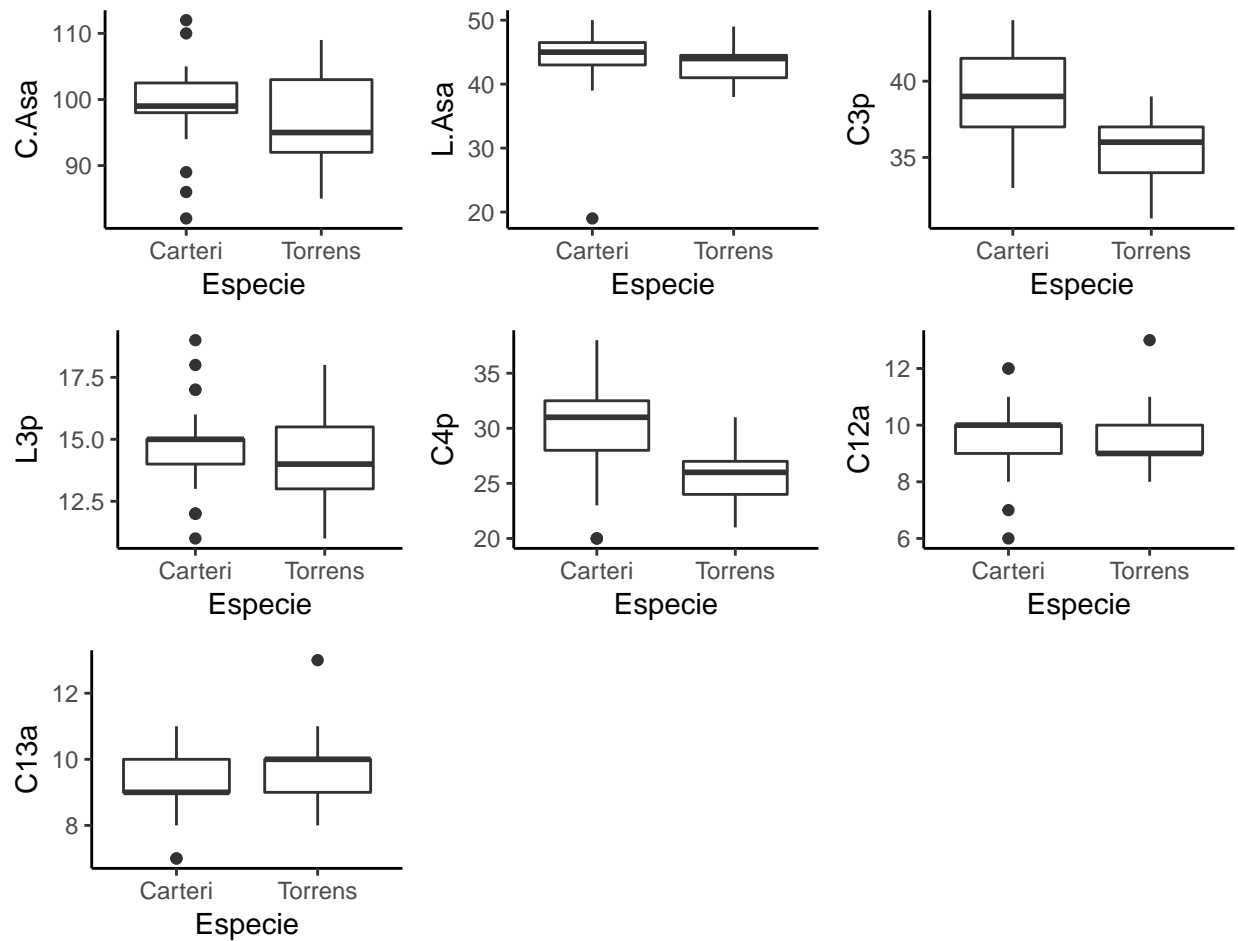 C.Asa
110
100
90
Carteri Torrens
Especie
L.Asa
50
40
30
20
Carteri Torrens
Especie
C3p
40
35
Carteri Torrens
Especie
L3p
17.5
15.0
12.5
Carteri Torrens
Especie
C4p
35
30
25
20
Carteri Torrens
Especie
C12a
12
10
8
6
Carteri Torrens
Especie
C13a
12
10
8
Carteri Torrens
Especie